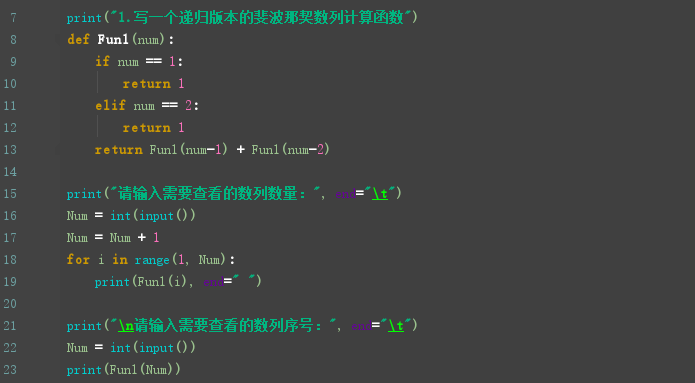 7 print("1.写一个递归版本的斐波那契数列计算函数")
8 def Fun1(num):
9     if num == 1:
10         return 1
11     elif num == 2:
12         return 1
13     return Fun1(num-1) + Fun1(num-2)
14
15 print("请输入需要查看的数列数量：", end="\t")
16 Num = int(input())
17 Num = Num + 1
18 for i in range(1, Num):
19     print(Fun1(i), end=" ")
20
21 print("\n请输入需要查看的数列序号：", end="\t")
22 Num = int(input())
23 print(Fun1(Num))